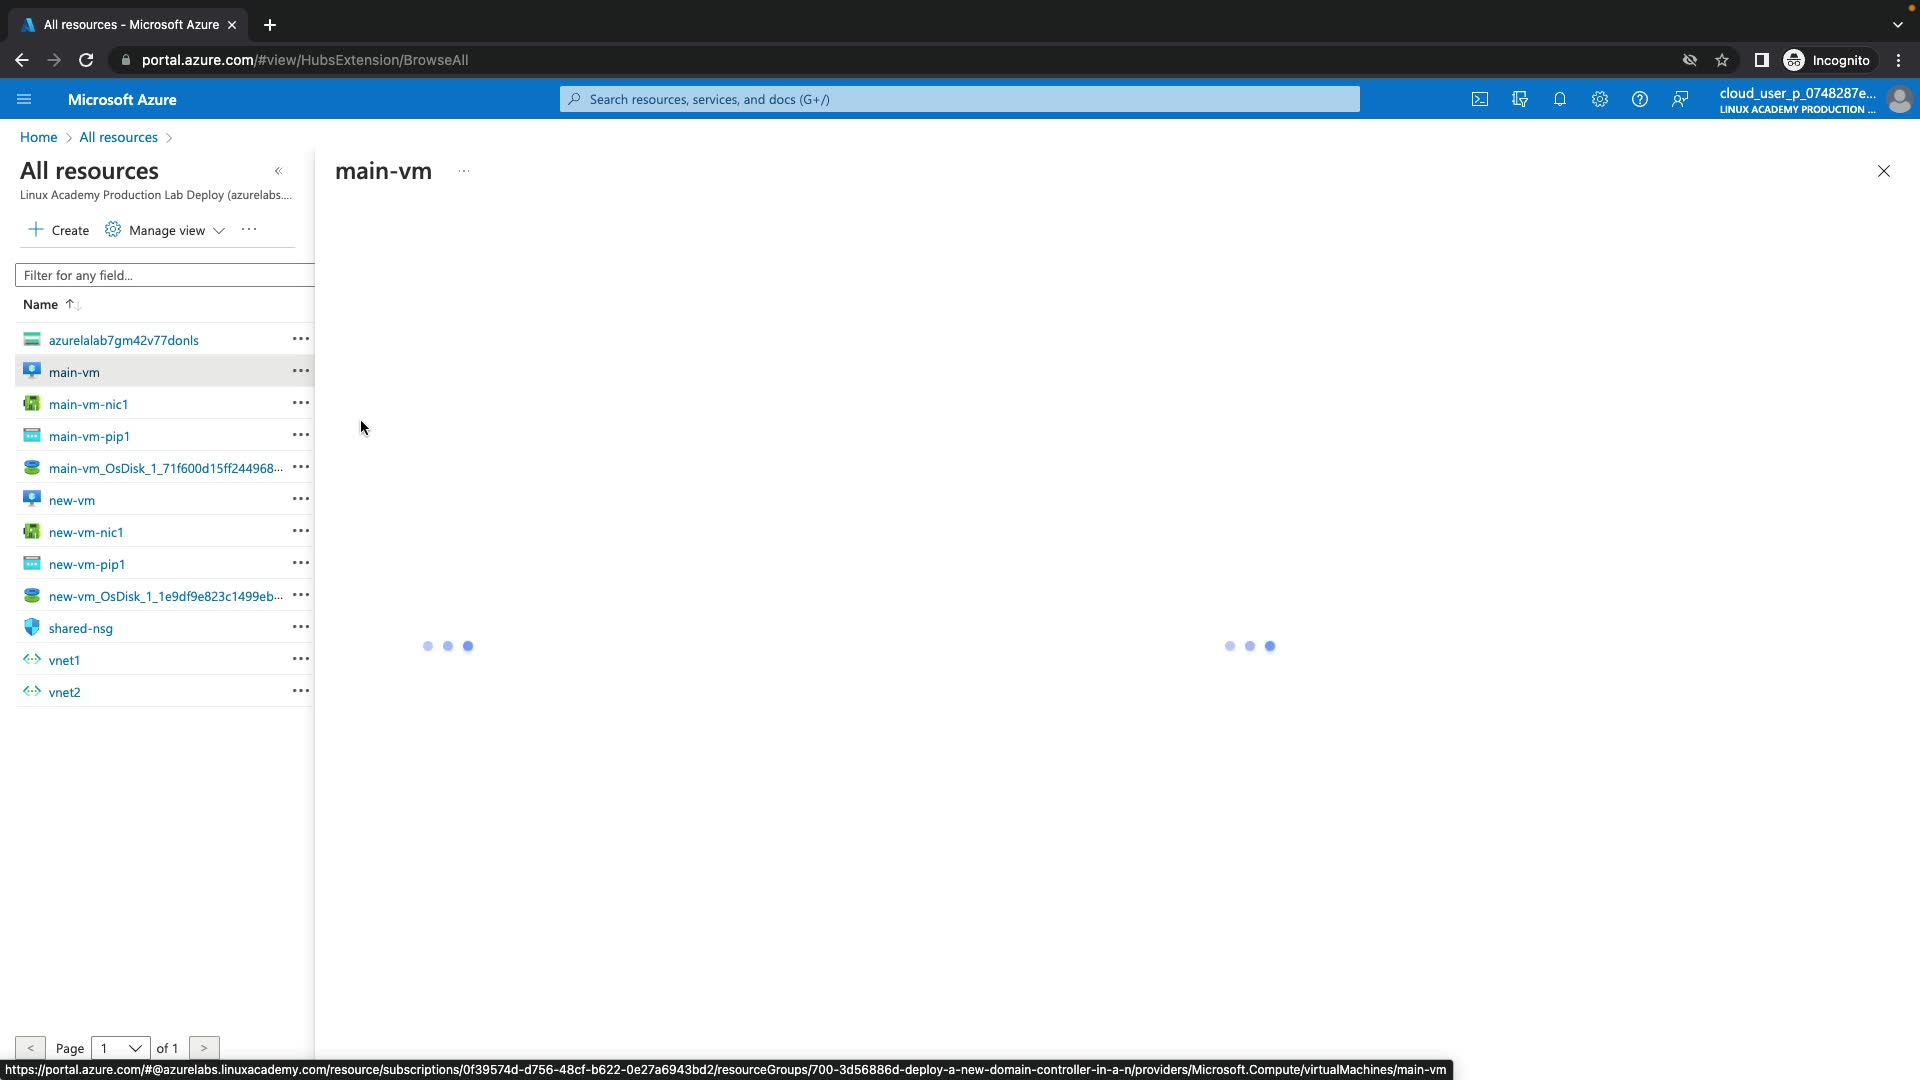 All resources - Microsoft Azure
portal.azure.com/#view/HubsExtension/BrowseAll
Incognito
Microsoft Azure
Search resources, services, and docs (G+/)
cloud_user_p_0748287e...
LINUX ACADEMY PRODUCTION ...
Home > All resources >
All resources
Linux Academy Production Lab Deploy (azurelabs....
main-vm
Create
Manage view
Filter for any field...
Name
azurelalab7gm42v77donls
main-vm
main-vm-nic1
main-vm-pip1
main-vm_OsDisk_1_71f600d15ff244968...
new-vm
new-vm-nic1
new-vm-pip1
new-vm_OsDisk_1_1e9df9e823c1499eb...
shared-nsg
vnet1
vnet2
< Page 1 of 1 >
https://portal.azure.com/#@azurelabs.linuxacademy.com/resource/subscriptions/0f39574d-d756-48cf-b622-0e27a6943bd2/resourceGroups/700-3d56886d-deploy-a-new-domain-controller-in-a-n/providers/Microsoft.Compute/virtualMachines/main-vm